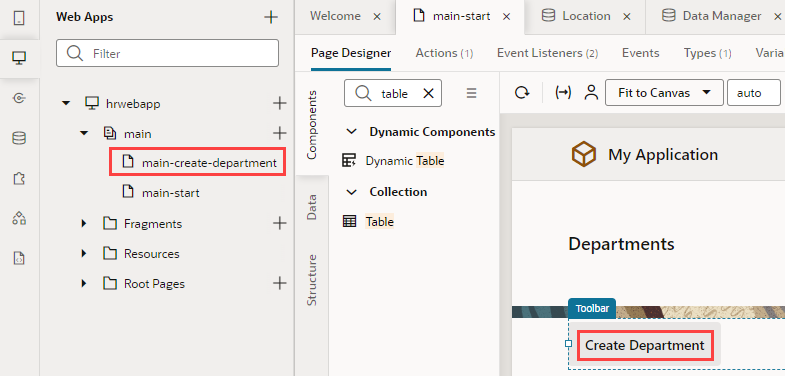 Web Apps
Filter
hrwebapp
main
main-create-department
main-start
Fragments
Resources
Root Pages
Welcome
main-start
Location
Data Manager
Page Designer
Actions (1)
Event Listeners (2)
Events
Types (1)
Varia
Components
Data
Structure
table
Dynamic Components
Dynamic Table
Collection
Table
Fit to Canvas
auto
My Application
Departments
Toolbar
Create Department